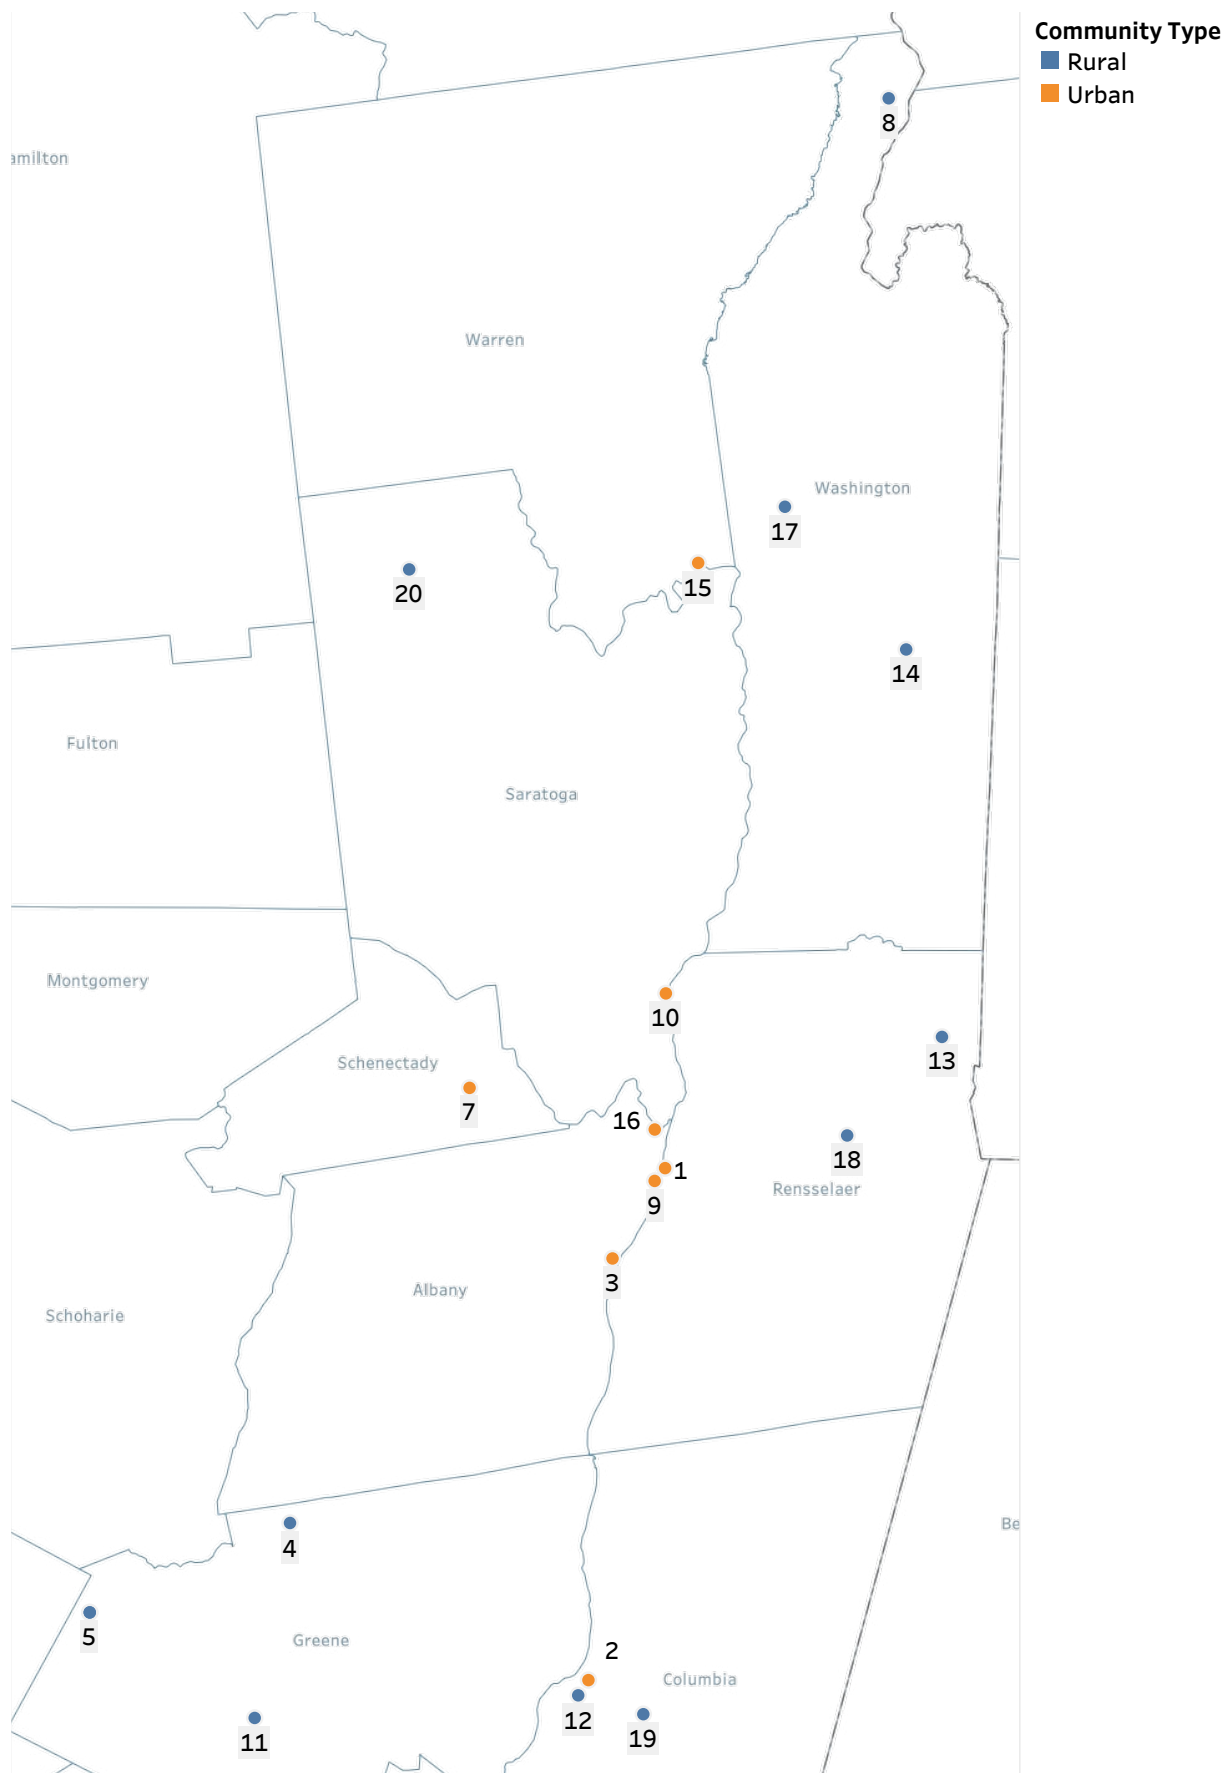 Community Type
Rural
Urban
8
amilton
Warren
Washington
17
15
20
14
Fulton
Saratoga
Montgomery
10
13
Schenectady
7
16
18
1
Rensselaer
9
3
Albany
Schoharie
Be
4
5
Greene
2
Columbia
12
19
11